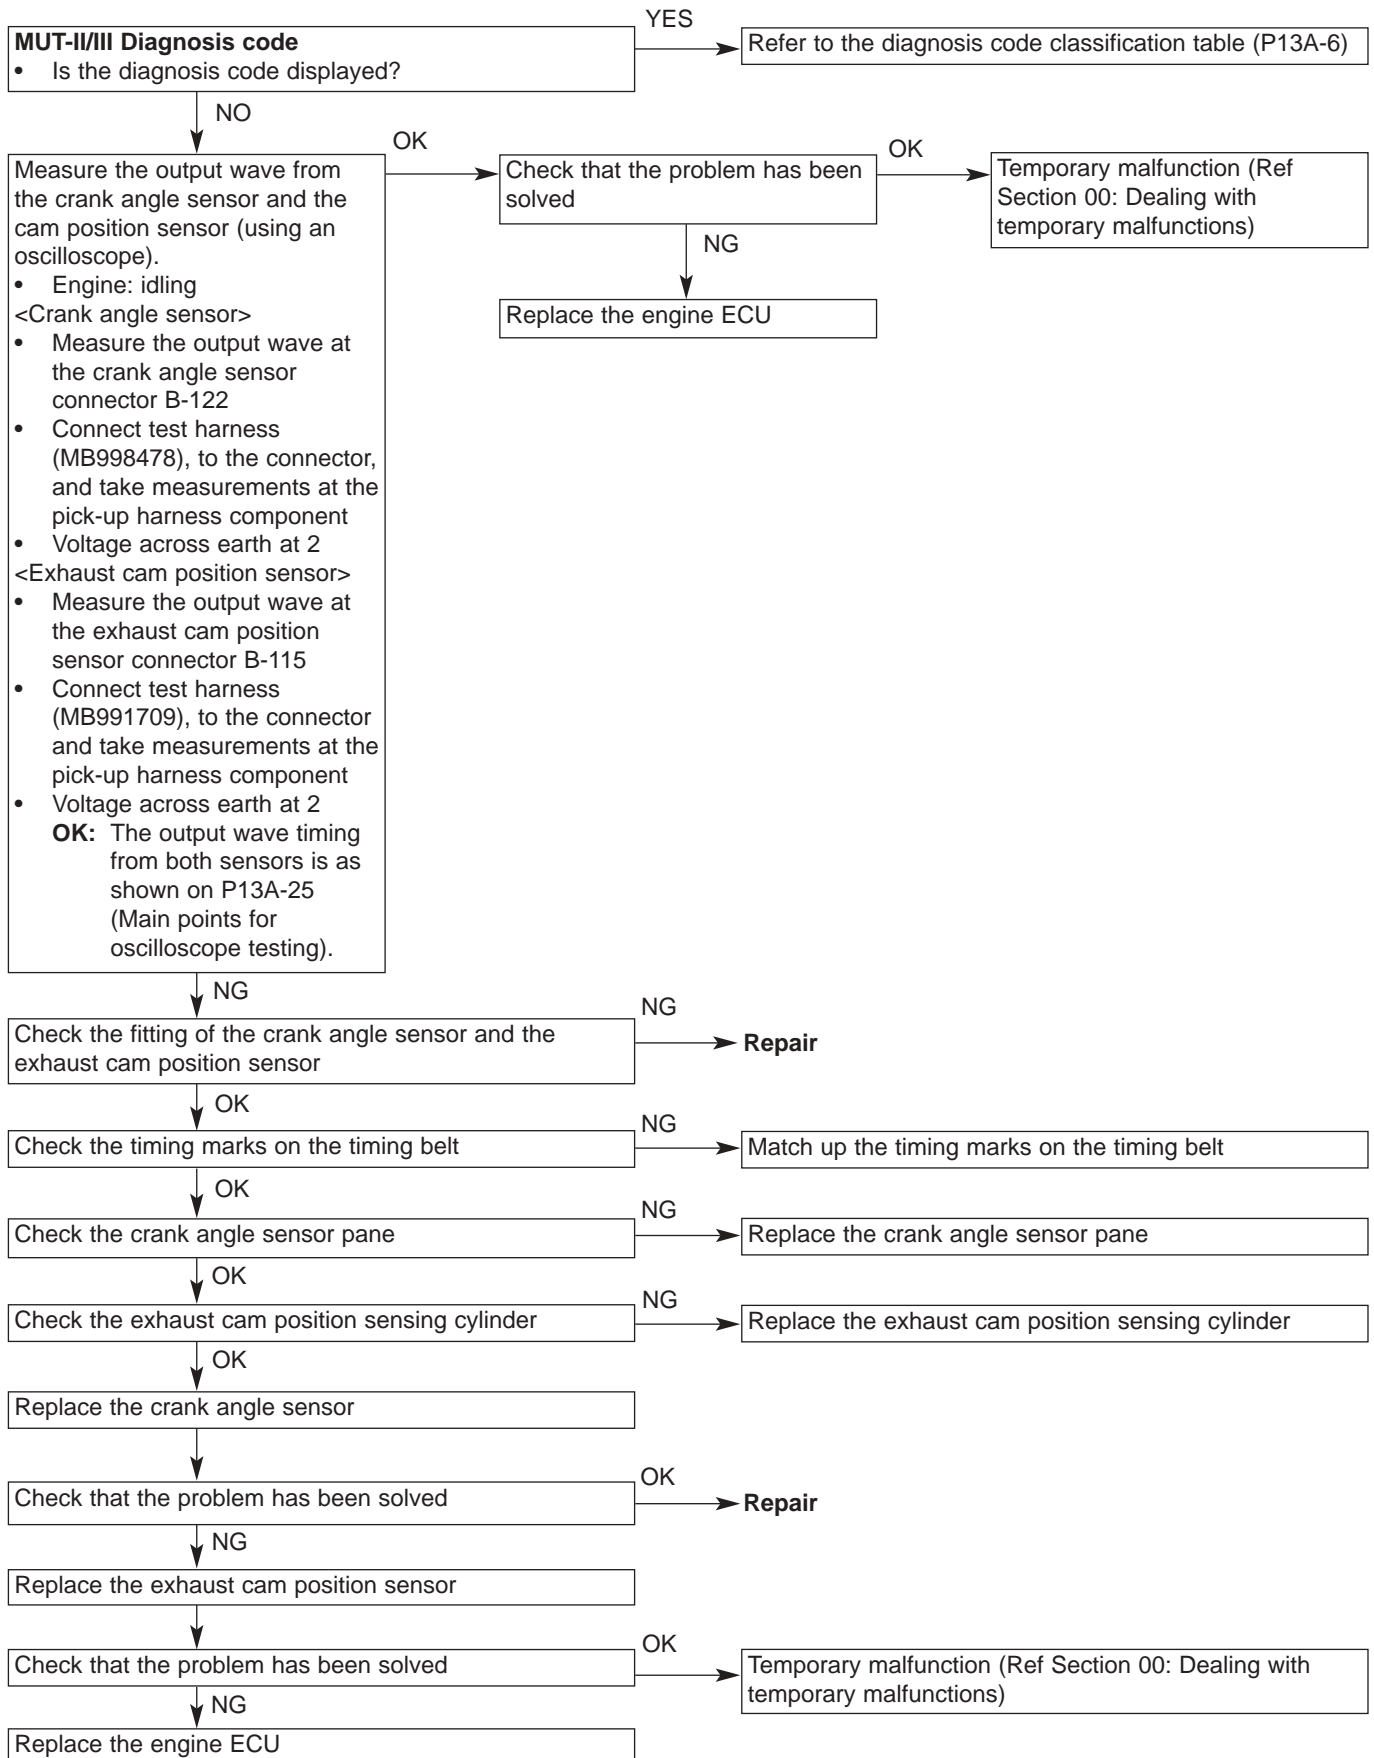 YES
MUT-II/III Diagnosis code
• Is the diagnosis code displayed?
Refer to the diagnosis code classification table (P13A-6)
NO
OK
OK
Measure the output wave from
the crank angle sensor and the
cam position sensor (using an
oscilloscope).
• Engine: idling
<Crank angle sensor>
• Measure the output wave at
the crank angle sensor
connector B-122
• Connect test harness
(MB998478), to the connector,
and take measurements at the
pick-up harness component
• Voltage across earth at 2
<Exhaust cam position sensor>
• Measure the output wave at
the exhaust cam position
sensor connector B-115
• Connect test harness
(MB991709), to the connector
and take measurements at the
pick-up harness component
• Voltage across earth at 2
OK: The output wave timing
from both sensors is as
shown on P13A-25
(Main points for
oscilloscope testing).
Check that the problem has been
solved
Temporary malfunction (Ref
Section 00: Dealing with
temporary malfunctions)
NG
Replace the engine ECU
NG
NG
Check the fitting of the crank angle sensor and the
exhaust cam position sensor
Repair
OK
NG
Check the timing marks on the timing belt
Match up the timing marks on the timing belt
OK
NG
Check the crank angle sensor pane
Replace the crank angle sensor pane
OK
NG
Check the exhaust cam position sensing cylinder
Replace the exhaust cam position sensing cylinder
OK
Replace the crank angle sensor
OK
Check that the problem has been solved
Repair
NG
Replace the exhaust cam position sensor
OK
Check that the problem has been solved
Temporary malfunction (Ref Section 00: Dealing with
temporary malfunctions)
NG
Replace the engine ECU